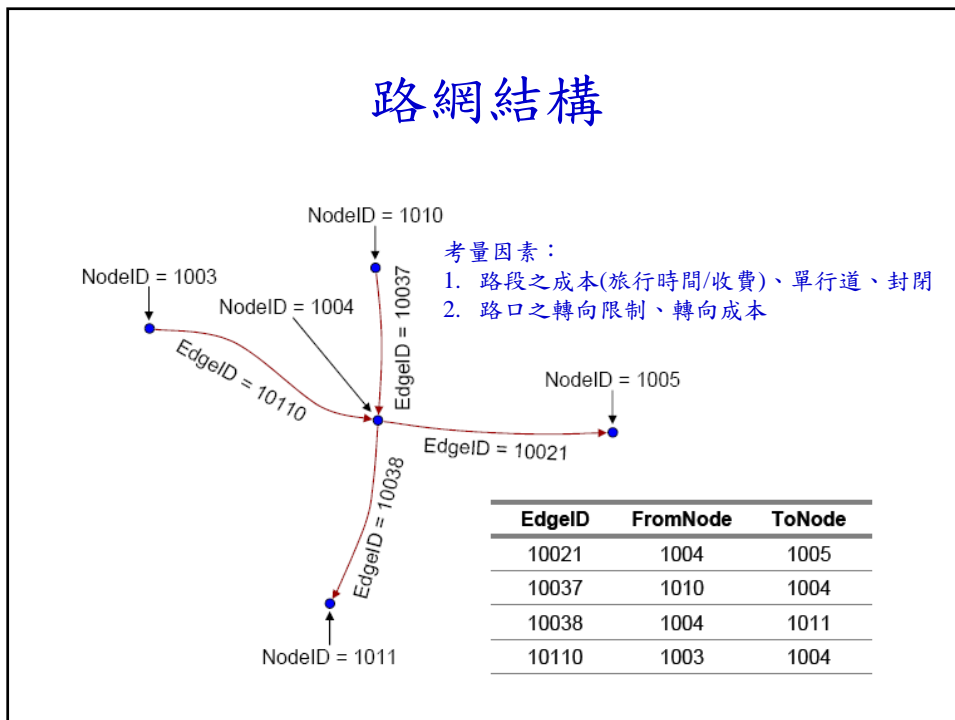 路網結構
NodeID = 1010
考量因素：
1. 路段之成本(旅行時間/收費)、單行道、封閉
2. 路口之轉向限制、轉向成本
NodeID = 1003
NodeID = 1004
EdgeID = 10037
EdgeID = 10110
NodeID = 1005
EdgeID = 10021
EdgeID = 10038
NodeID = 1011
EdgeID FromNode ToNode
10021 1004 1005
10037 1010 1004
10038 1004 1011
10110 1003 1004